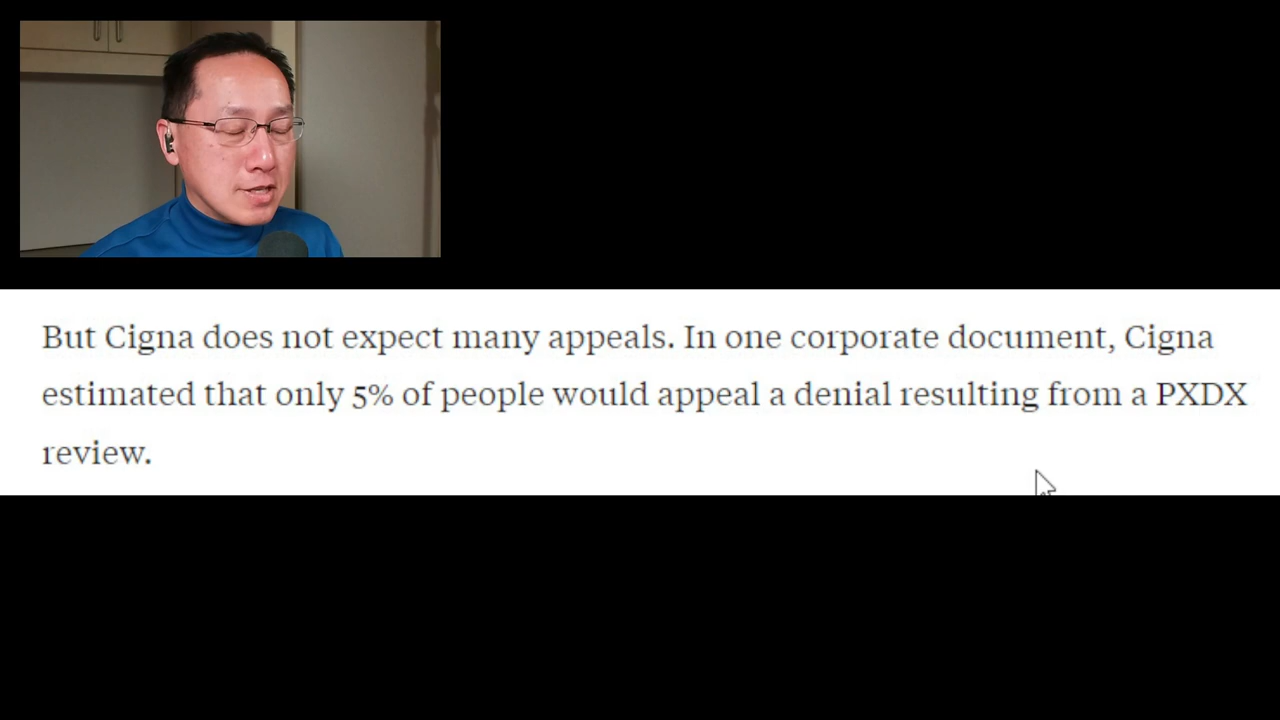 But Cigna does not expect many appeals. In one corporate document, Cigna
estimated that only 5% of people would appeal a denial resulting from a PXDX
review.